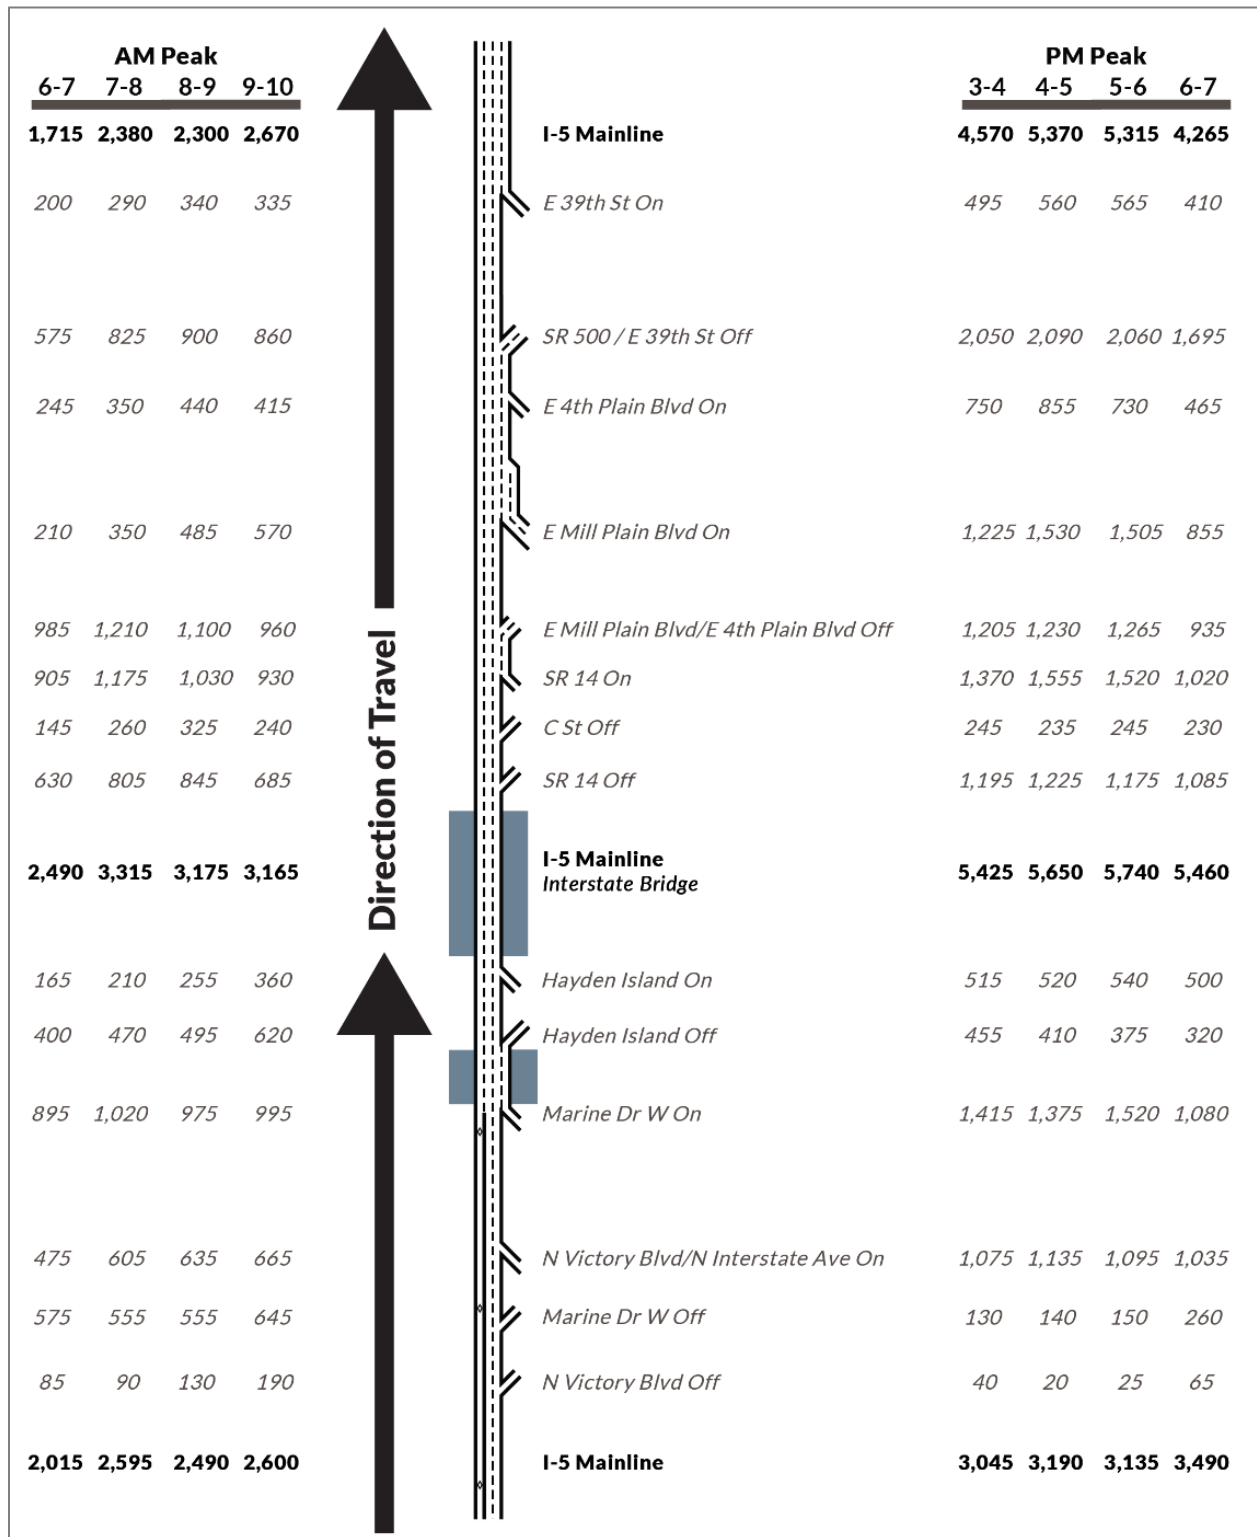 AM Peak PM Peak
6-7 7-8 8-9 9-10 3-4 4-5 5-6 6-7
1,715 2,380 2,300 2,670 I-5 Mainline 4,570 5,370 5,315 4,265
200 290 340 335 E 39th St On 495 560 565 410
575 825 900 860 SR 500 / E 39th St Off 2,050 2,090 2,060 1,695
245 350 440 415 E 4th Plain Blvd On 750 855 730 465
210 350 485 570 E Mill Plain Blvd On 1,225 1,530 1,505 855
985 1,210 1,100 960 E Mill Plain Blvd/E 4th Plain Blvd Off 1,205 1,230 1,265 935
905 1,175 1,030 930 SR 14 On 1,370 1,555 1,520 1,020
145 260 325 240 C St Off 245 235 245 230
630 805 845 685 SR 14 Off 1,195 1,225 1,175 1,085
Direction of Travel
2,490 3,315 3,175 3,165 I-5 Mainline 5,425 5,650 5,740 5,460
Interstate Bridge
165 210 255 360 Hayden Island On 515 520 540 500
400 470 495 620 Hayden Island Off 455 410 375 320
895 1,020 975 995 Marine Dr W On 1,415 1,375 1,520 1,080
475 605 635 665 N Victory Blvd/N Interstate Ave On 1,075 1,135 1,095 1,035
575 555 555 645 Marine Dr W Off 130 140 150 260
85 90 130 190 N Victory Blvd Off 40 20 25 65
2,015 2,595 2,490 2,600 I-5 Mainline 3,045 3,190 3,135 3,490